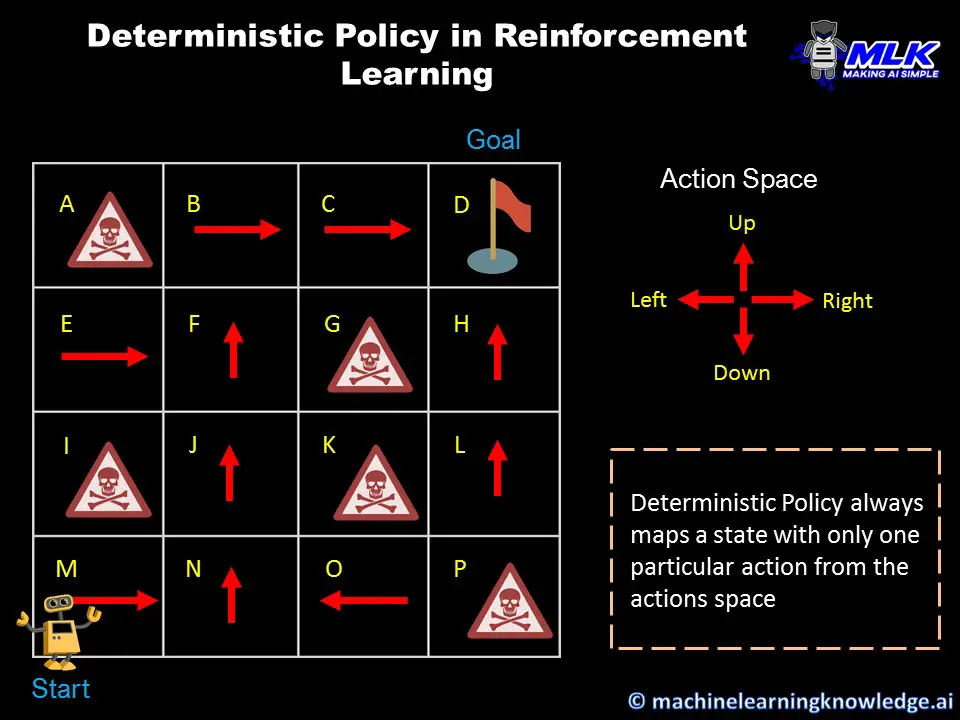 Deterministic Policy in Reinforcement
Learning
MLK
MAKING AI SIMPLE
Goal
A
B
C
D
E
F
G
H
I
J
K
L
M
N
O
P
Start
Action Space
Up
Left
Right
Down
Deterministic Policy always
maps a state with only one
particular action from the
actions space
© machinelearningknowledge.ai